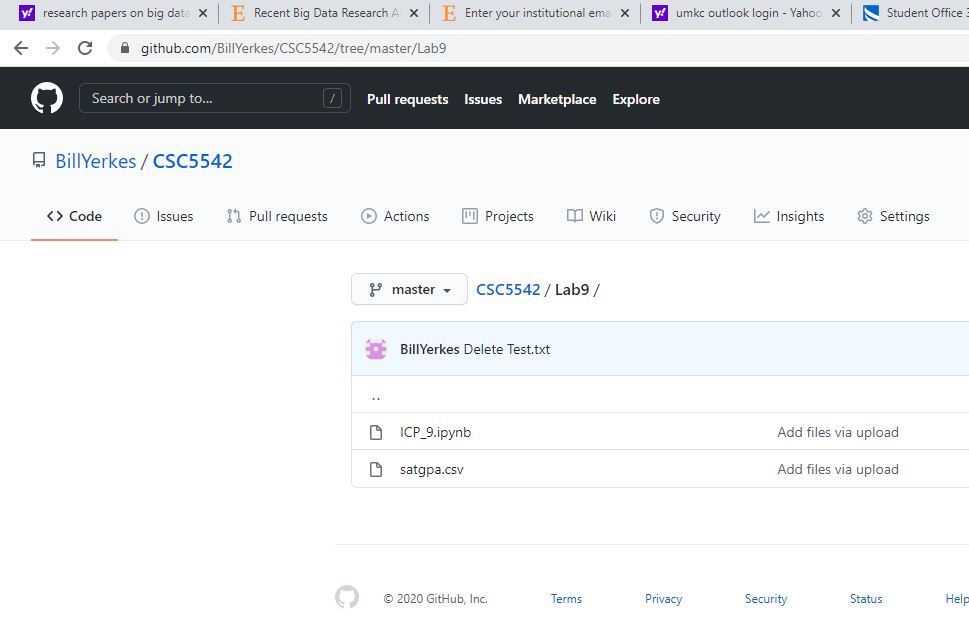 research papers on big data
Recent Big Data Research A
Enter your institutional ema
umkc outlook login - Yahoo
Student Office 3
github.com/BillYerkes/CSC5542/tree/master/Lab9
Search or jump to... /
Pull requests Issues Marketplace Explore
BillYerkes / CSC5542
<> Code Issues Pull requests Actions Projects Wiki Security Insights Settings
master CSC5542 / Lab9 /
BillYerkes Delete Test.txt
..
ICP_9.ipynb Add files via upload
satgpa.csv Add files via upload
© 2020 GitHub, Inc. Terms Privacy Security Status Help